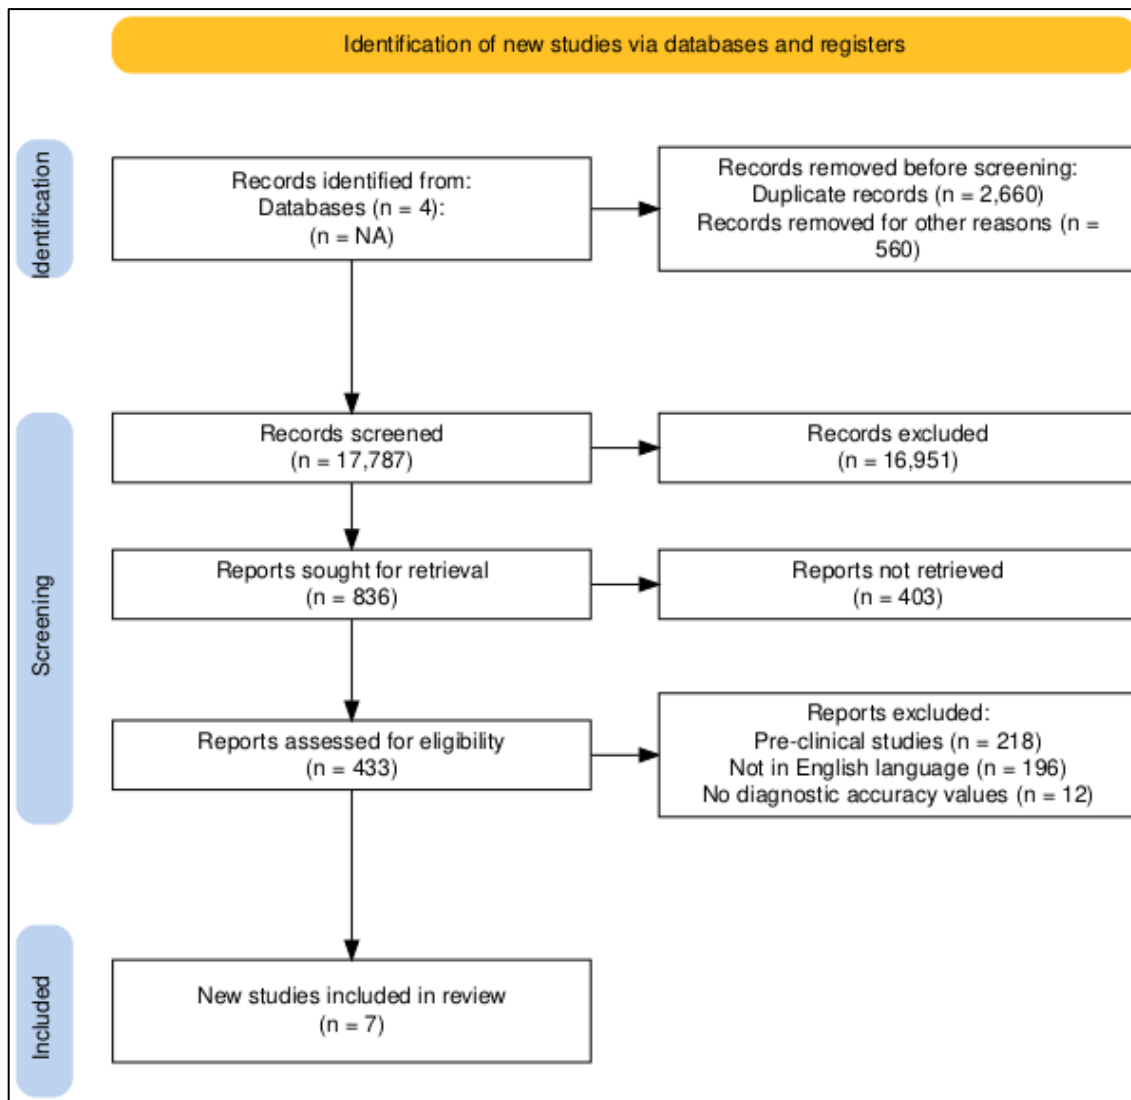 Identification of new studies via databases and registers
Identification
Records identified from:
Databases (n = 4):
(n = NA)
Records removed before screening:
Duplicate records (n = 2,660)
Records removed for other reasons (n =
560)
Screening
Records screened
(n = 17,787)
Records excluded
(n = 16,951)
Reports sought for retrieval
(n = 836)
Reports not retrieved
(n = 403)
Reports assessed for eligibility
(n = 433)
Reports excluded:
Pre-clinical studies (n = 218)
Not in English language (n = 196)
No diagnostic accuracy values (n = 12)
Included
New studies included in review
(n = 7)